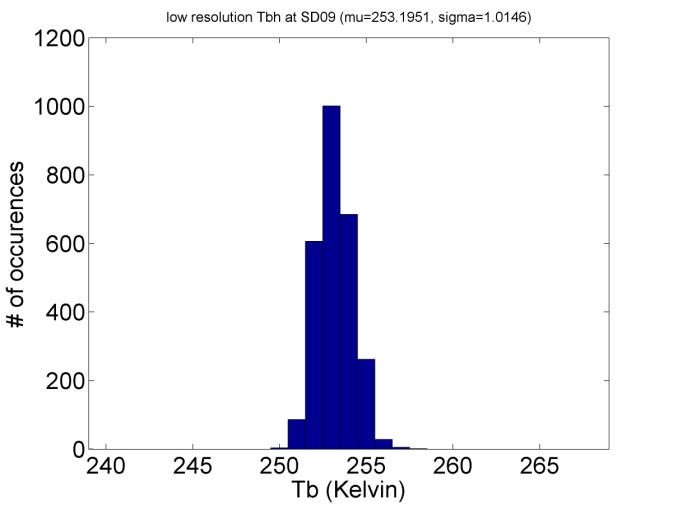 low resolution Tbh at SD09 (mu=253.1951, sigma=1.0146)
1200
1000
800
600
400
200
0
# of occurences
240 245 250 255 260 265
Tb (Kelvin)